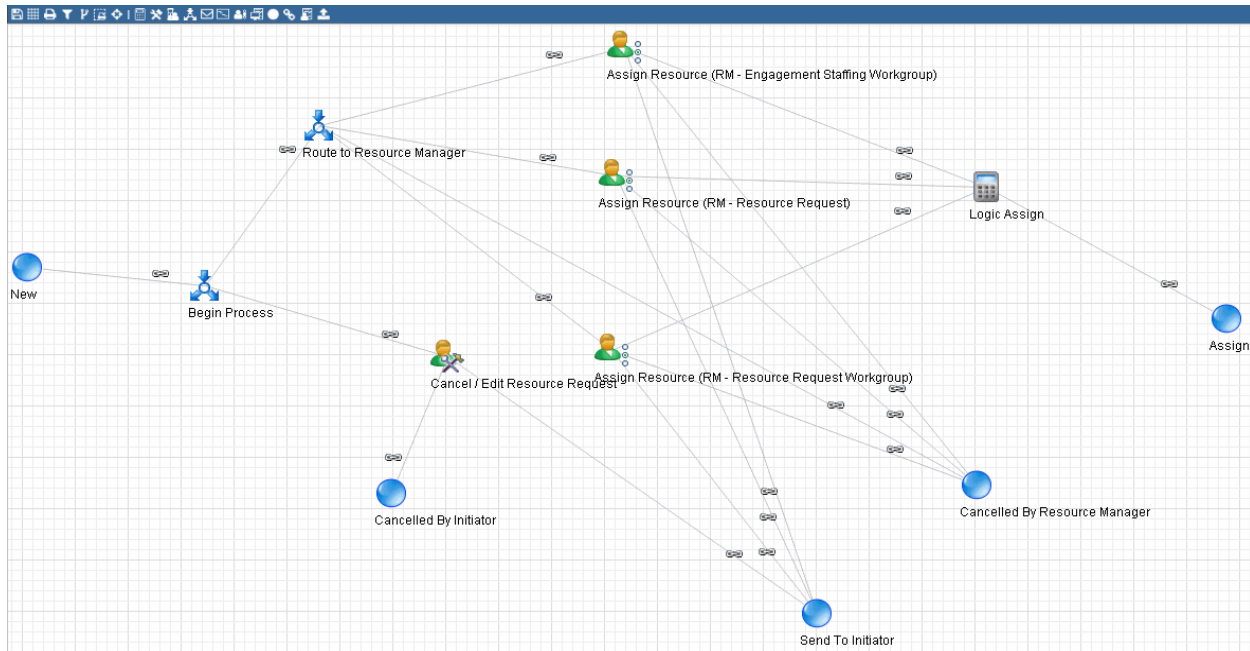 Assign Resource (RM - Engagement Staffing Workgroup)
Route to Resource Manager
Assign Resource (RM - Resource Request)
Logic Assign
New
Begin Process
Assign
Cancel / Edit Resource Request
Assign Resource (RM - Resource Request Workgroup)
Cancelled By Initiator
Cancelled By Resource Manager
Send To Initiator